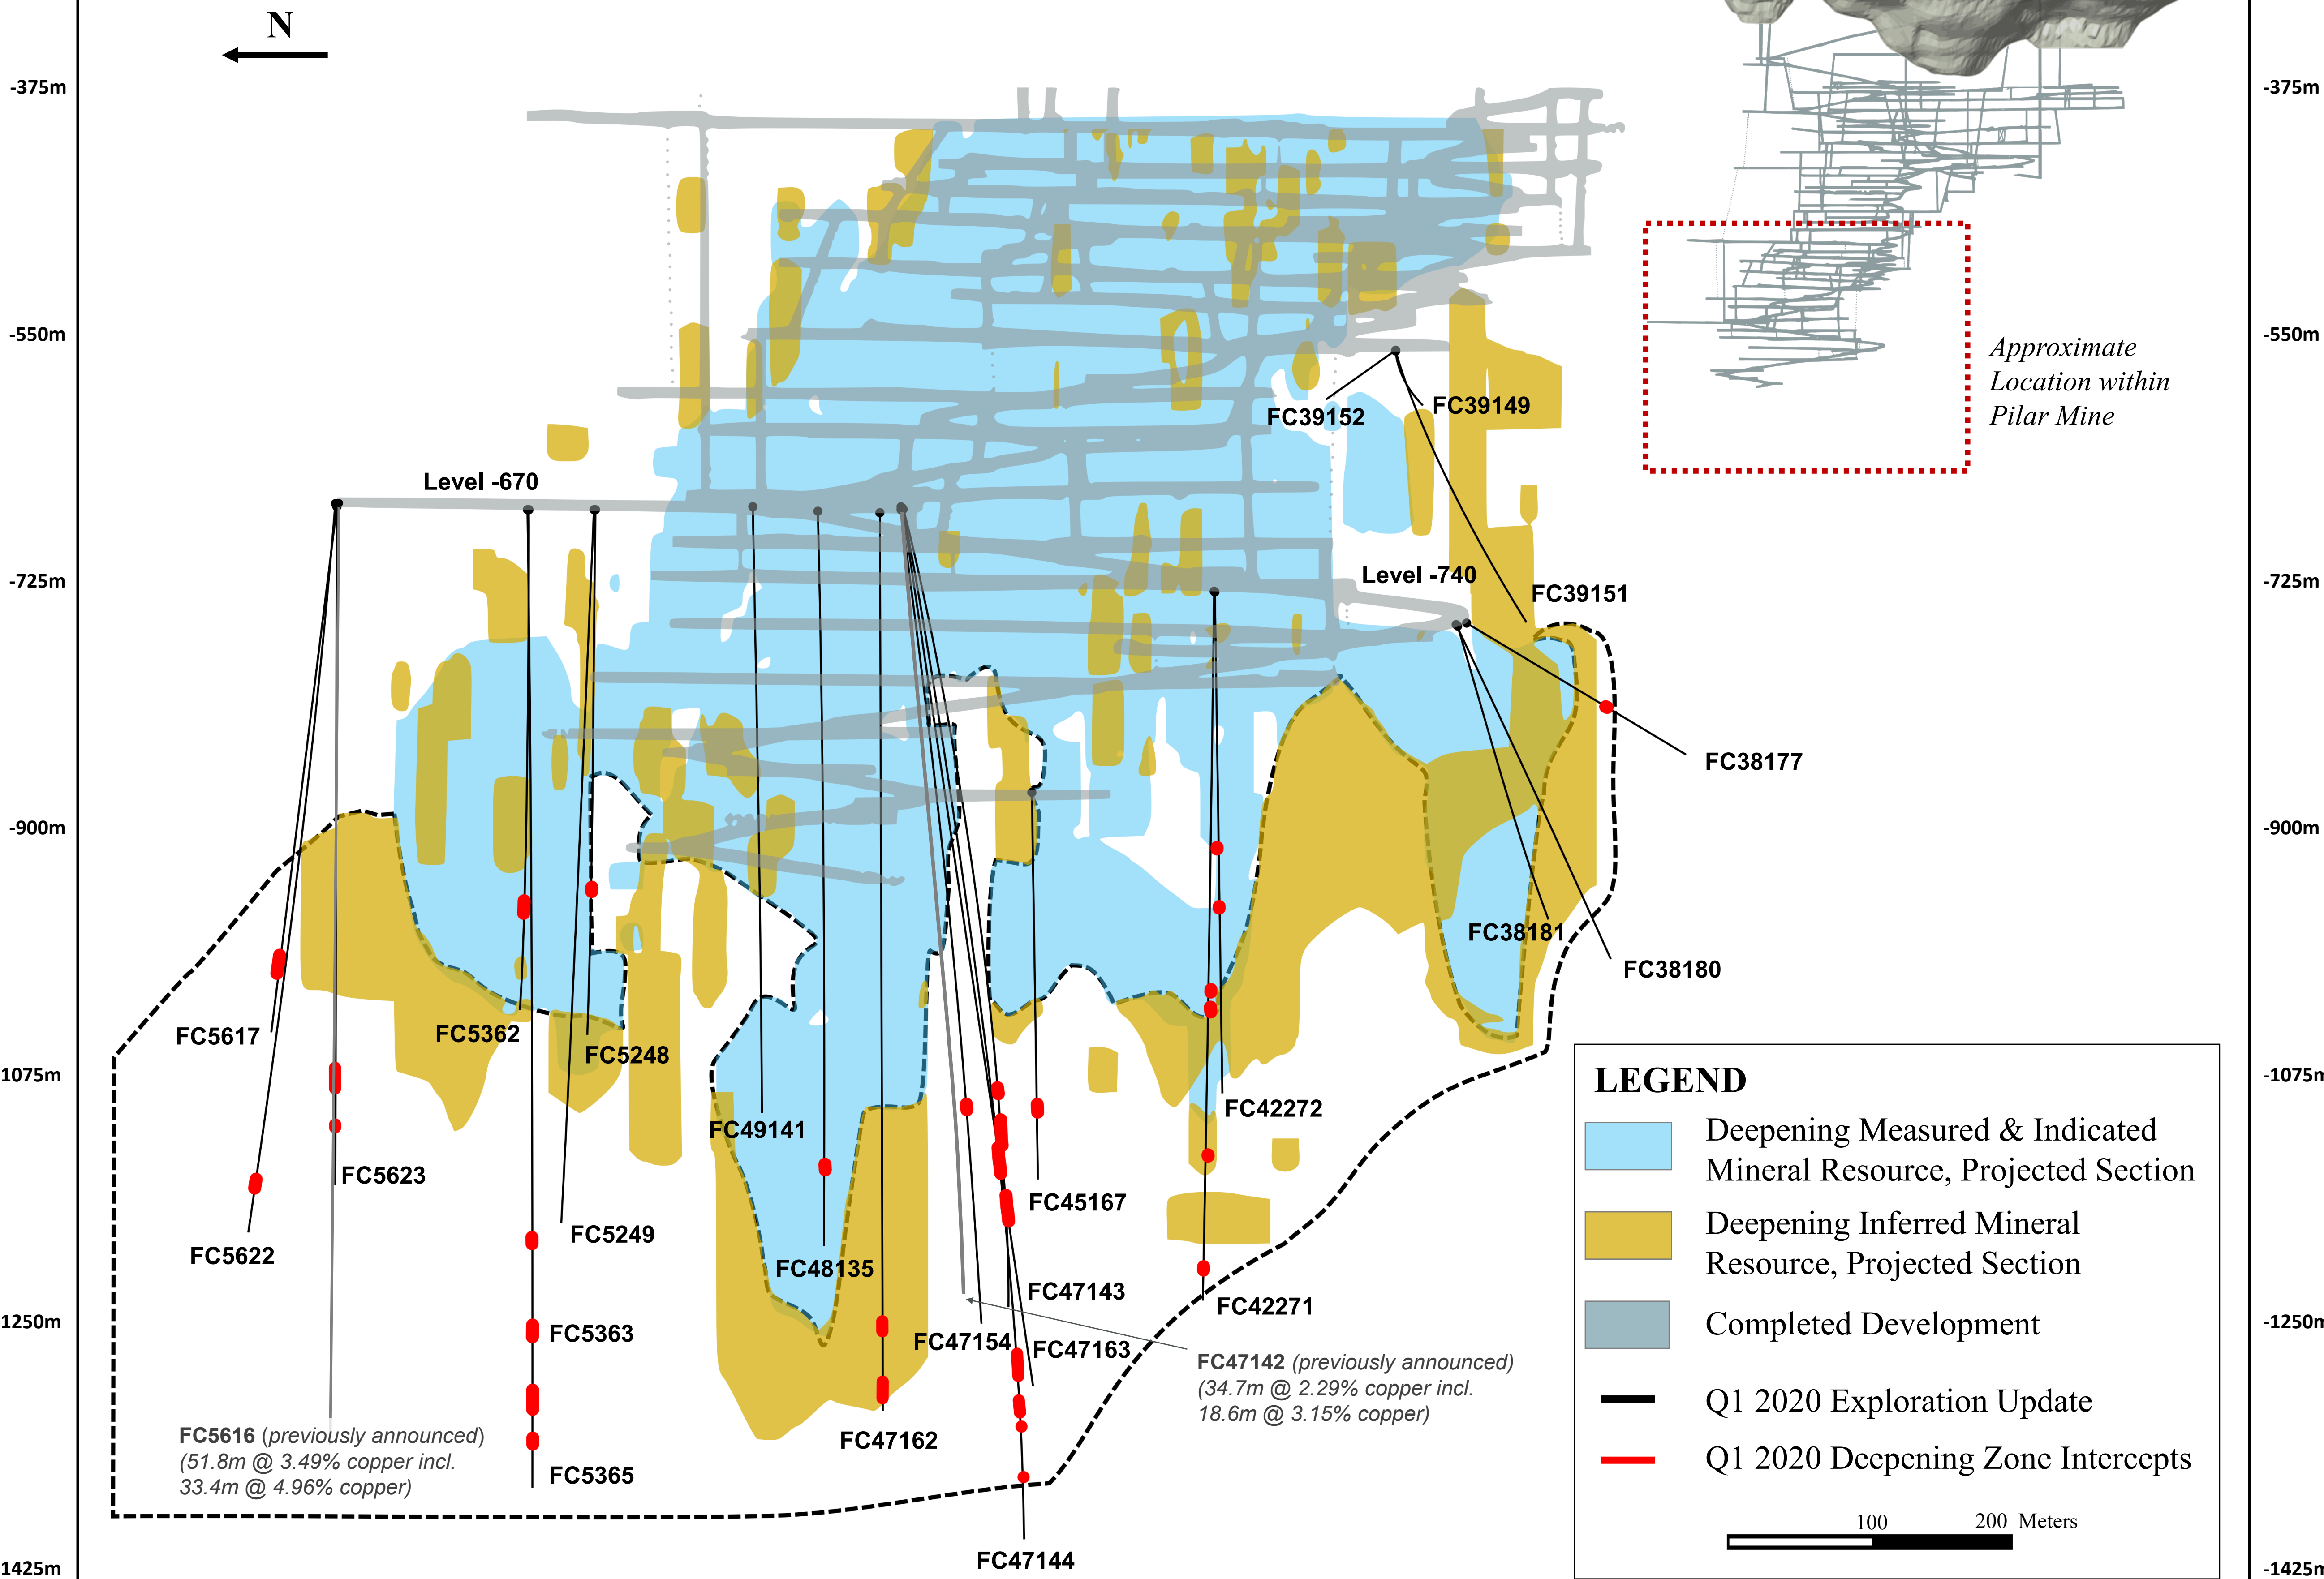 N
-375m
-375m
-550m
-550m
Approximate
Location within
Pilar Mine
FC39152
FC39149
Level -670
-725m
Level -740
-725m
FC39151
FC38177
-900m
-900m
FC38181
FC38180
FC5617
FC5362
FC5248
1075m
-1075m
FC42272
FC49141
FC5623
FC45167
FC5249
FC5622
FC48135
FC47143
FC42271
1250m
-1250m
FC5363
FC47154
FC47163
FC47142 (previously announced)
(34.7m @ 2.29% copper incl.
18.6m @ 3.15% copper)
FC5616 (previously announced)
(51.8m @ 3.49% copper incl.
33.4m @ 4.96% copper)
FC47162
FC5365
FC47144
1425m
-1425m
LEGEND
Deepening Measured & Indicated
Mineral Resource, Projected Section
Deepening Inferred Mineral
Resource, Projected Section
Completed Development
Q1 2020 Exploration Update
Q1 2020 Deepening Zone Intercepts
100 200 Meters